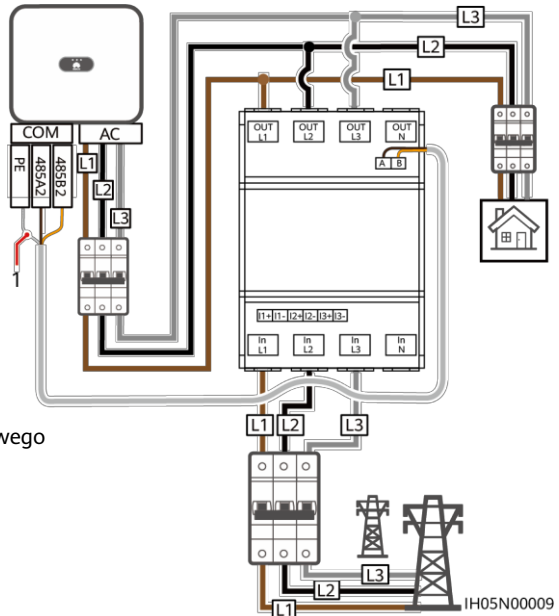 L3
L2
L1
COM AC
PE 485A2 485B2
L1
L2
L3
OUT L1 OUT L2 OUT L3 OUT N
A B
1
I1+ I1- I2+ I2- I3+ I3-
In L1 In L2 In L3 In N
wego
L1 L2 L3
L3
L2
L1
IH05N00009